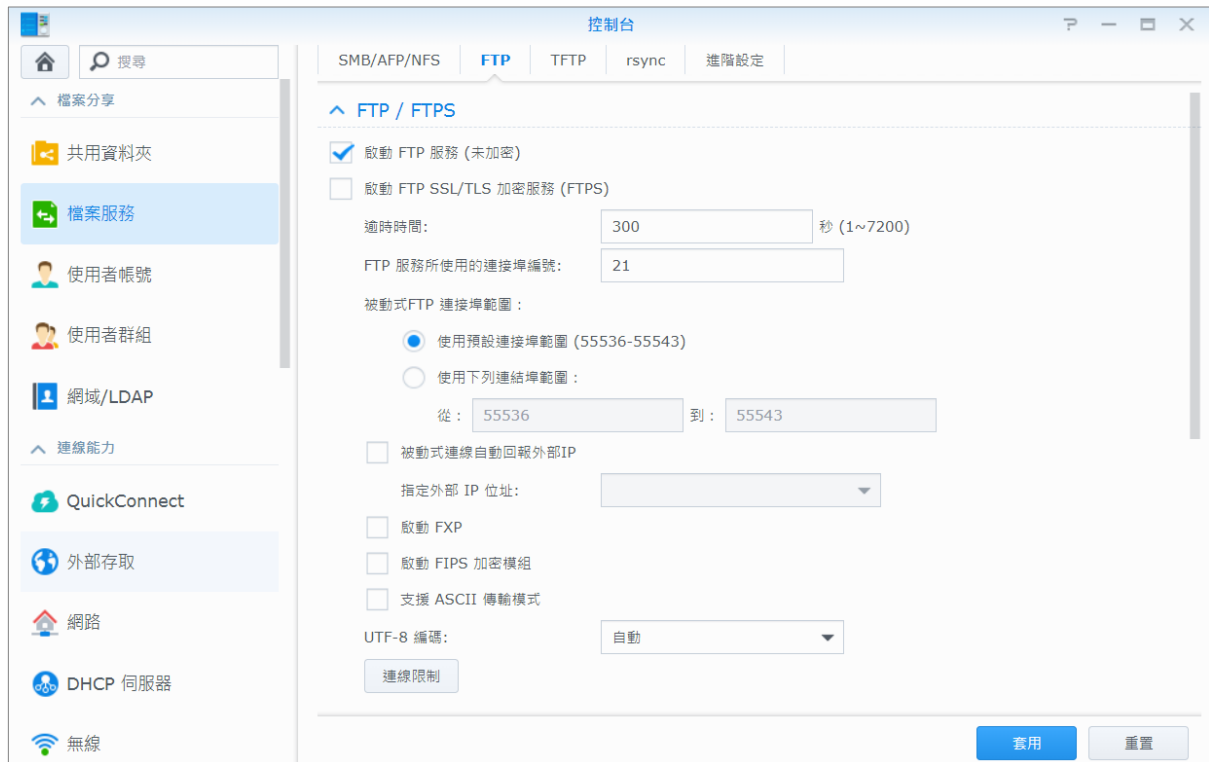 控制台
搜尋
檔案分享
共用資料夾
檔案服務
使用者帳號
使用者群組
網域/LDAP
連線能力
QuickConnect
外部存取
網路
DHCP 伺服器
無線
SMB/AFP/NFS FTP TFTP rsync 進階設定
FTP / FTPS
啟動 FTP 服務 (未加密)
啟動 FTP SSL/TLS 加密服務 (FTPS)
逾時時間: 300 秒 (1~7200)
FTP 服務所使用的連接埠編號: 21
被動式FTP 連接埠範圍 :
使用預設連接埠範圍 (55536-55543)
使用下列連結埠範圍 :
從 : 55536 到 : 55543
被動式連線自動回報外部IP
指定外部 IP 位址:
啟動 FXP
啟動 FIPS 加密模組
支援 ASCII 傳輸模式
UTF-8 編碼: 自動
連線限制
套用 重置